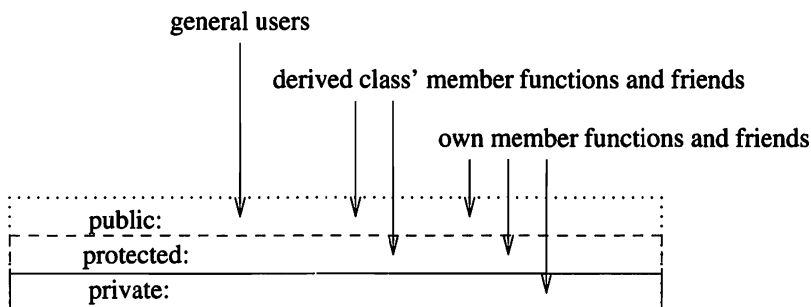 general users
derived class’ member functions and friends
own member functions and friends
public:
protected:
private: